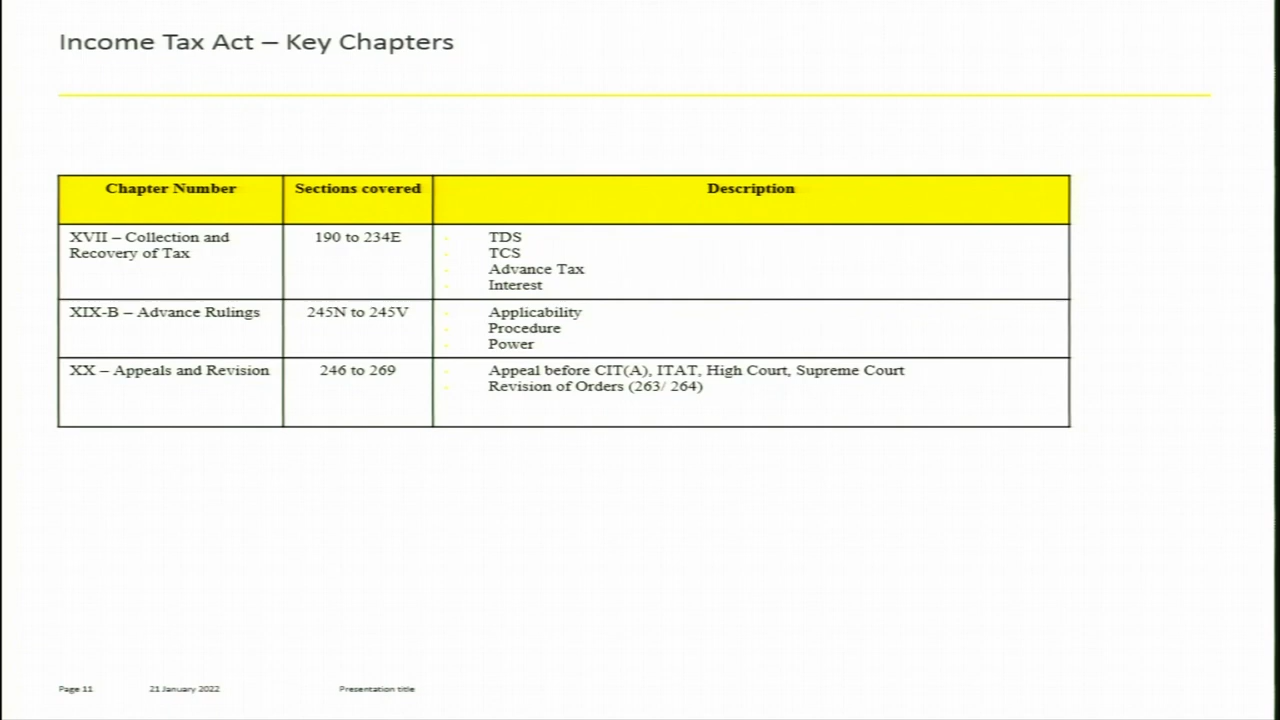 Income Tax Act – Key Chapters
Chapter Number
Sections covered
Description
XVII – Collection and
Recovery of Tax
190 to 234E
TDS
TCS
Advance Tax
Interest
XIX-B – Advance Rulings
245N to 245V
Applicability
Procedure
Power
XX – Appeals and Revision
246 to 269
Appeal before CIT(A), ITAT, High Court, Supreme Court
Revision of Orders (263/ 264)
Page 11
21 January 2022
Presentation title